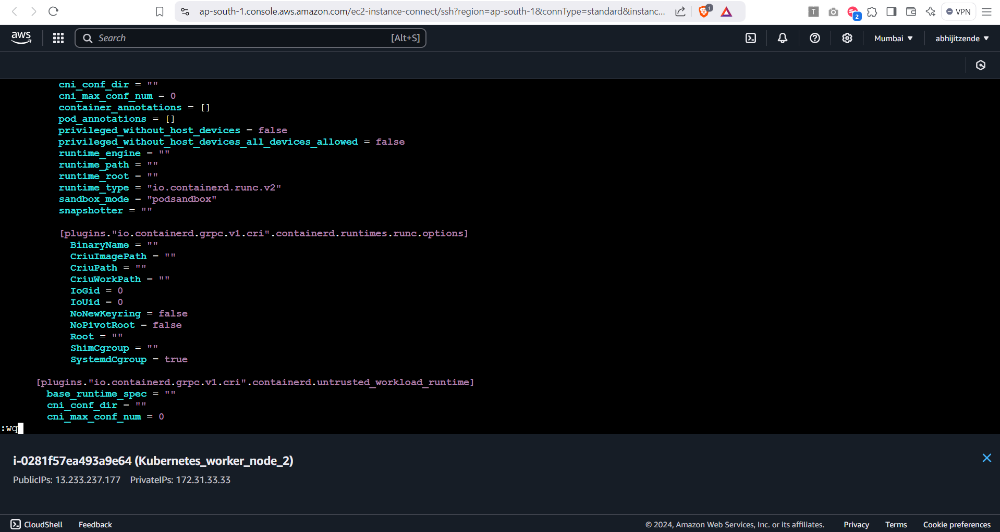 ap-south-1.console.aws.amazon.com/ec2-instance-connect/ssh?region=ap-south-1&connType=standard&instanc...
1
T
2
VPN
aws
Search
[Alt+S]
Mumbai
abhijitzende
cni_conf_dir = ""
cni_max_conf_num = 0
container_annotations = []
pod_annotations = []
privileged_without_host_devices = false
privileged_without_host_devices_all_devices_allowed = false
runtime_engine = ""
runtime_path = ""
runtime_root = ""
runtime_type = "io.containerd.runc.v2"
sandbox_mode = "podsandbox"
snapshotter = ""
[plugins."io.containerd.grpc.v1.cri".containerd.runtimes.runc.options]
BinaryName = ""
CriuImagePath = ""
CriuPath = ""
CriuWorkPath = ""
IoGid = 0
IoUid = 0
NoNewKeyring = false
NoPivotRoot = false
Root = ""
ShimCgroup = ""
SystemdCgroup = true
[plugins."io.containerd.grpc.v1.cri".containerd.untrusted_workload_runtime]
base_runtime_spec = ""
cni_conf_dir = ""
cni_max_conf_num = 0
:wq
i-0281f57ea493a9e64 (Kubernetes_worker_node_2)
PublicIPs: 13.233.237.177 PrivateIPs: 172.31.33.33
CloudShell Feedback
© 2024, Amazon Web Services, Inc. or its affiliates. Privacy Terms Cookie preferences